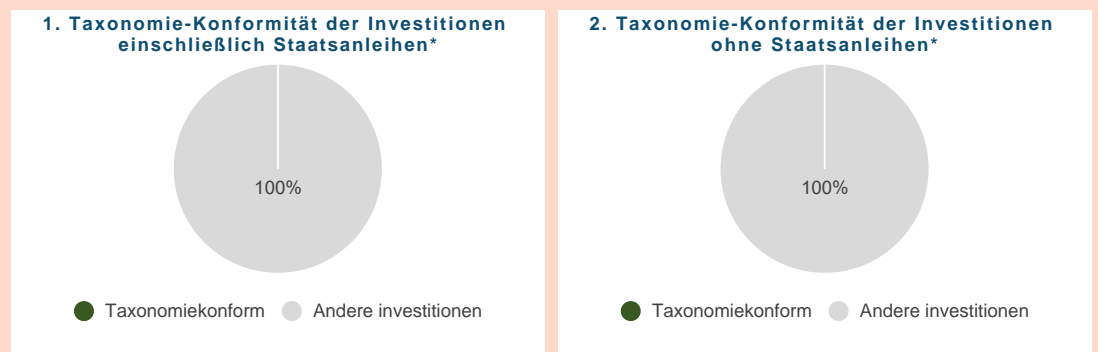 1. Taxonomie-Konformität der Investitionen
einschließlich Staatsanleihen*
100%
Taxonomiekonform
Andere investitionen
2. Taxonomie-Konformität der Investitionen
ohne Staatsanleihen*
100%
Taxonomiekonform
Andere investitionen